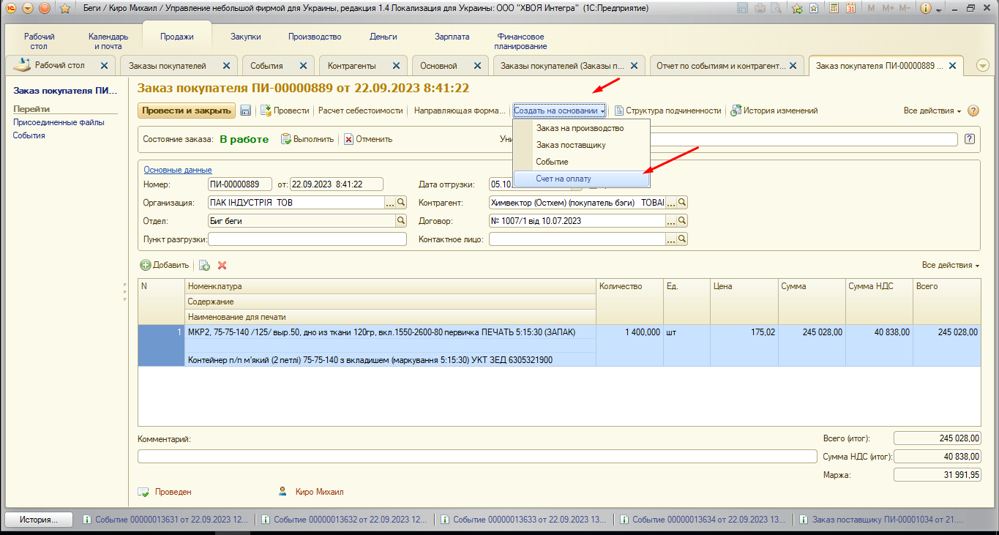 Беги / Киро Михаил / Управление небольшой фирмой для Украины, редакция 1.4 Локализация для Украины: ООО "ХВОЯ Интегра" (1С:Предприятие)
M M+ M-
Рабочий стол
Календарь и почта
Продажи
Закупки
Производство
Деньги
Зарплата
Финансовое планирование
Рабочий стол
Заказы покупателей
События
Контрагенты
Основной
Заказы покупателей (Заказы п...
Отчет по событиям и контрагент...
Заказ покупателя ПИ-00000889 ...
Заказ покупателя ПИ...
Перейти
Присоединенные файлы
События
Заказ покупателя ПИ-00000889 от 22.09.2023 8:41:22
Провести и закрыть
Провести
Расчет себестоимости
Направляющая форма...
Создать на основании
Структура подчиненности
История изменений
Все действия
?
Заказ на производство
Заказ поставщику
Событие
Счет на оплату
Состояние заказа: В работе
Выполнить
Отменить
Уни
?
Основные данные
Номер: ПИ-00000889 от: 22.09.2023 8:41:22
Дата отгрузки: 05.10.
Организация: ПАК ІНДУСТРІЯ ТОВ
Контрагент: Химвектор (Остхем) (покупатель бэги) ТОВАІ
Отдел: Биг беги
Договор: № 1007/1 від 10.07.2023
Пункт разгрузки:
Контактное лицо:
Добавить
Все действия
N
Номенклатура
Содержание
Наименование для печати
Количество
Ед.
Цена
Сумма
Сумма НДС
Всего
1 МКР2, 75-75-140 /125/ выр.50, дно из ткани 120гр, вкл.1550-2600-80 первичка ПЕЧАТЬ 5:15:30 (ЗАПАК) 1 400,000 шт 175,02 245 028,00 40 838,00 245 028,00
Контейнер п/п м'який (2 петлі) 75-75-140 з вкладишем (маркування 5:15:30) УКТ ЗЕД 6305321900
Комментарий:
Всего (итог): 245 028,00
Сумма НДС (итог): 40 838,00
Маржа: 31 991,95
Проведен
Киро Михаил
История...
Событие 00000013631 от 22.09.2023 12...
Событие 00000013632 от 22.09.2023 12...
Событие 00000013633 от 22.09.2023 13...
Событие 00000013634 от 22.09.2023 13...
Заказ поставщику ПИ-00001034 от 21....